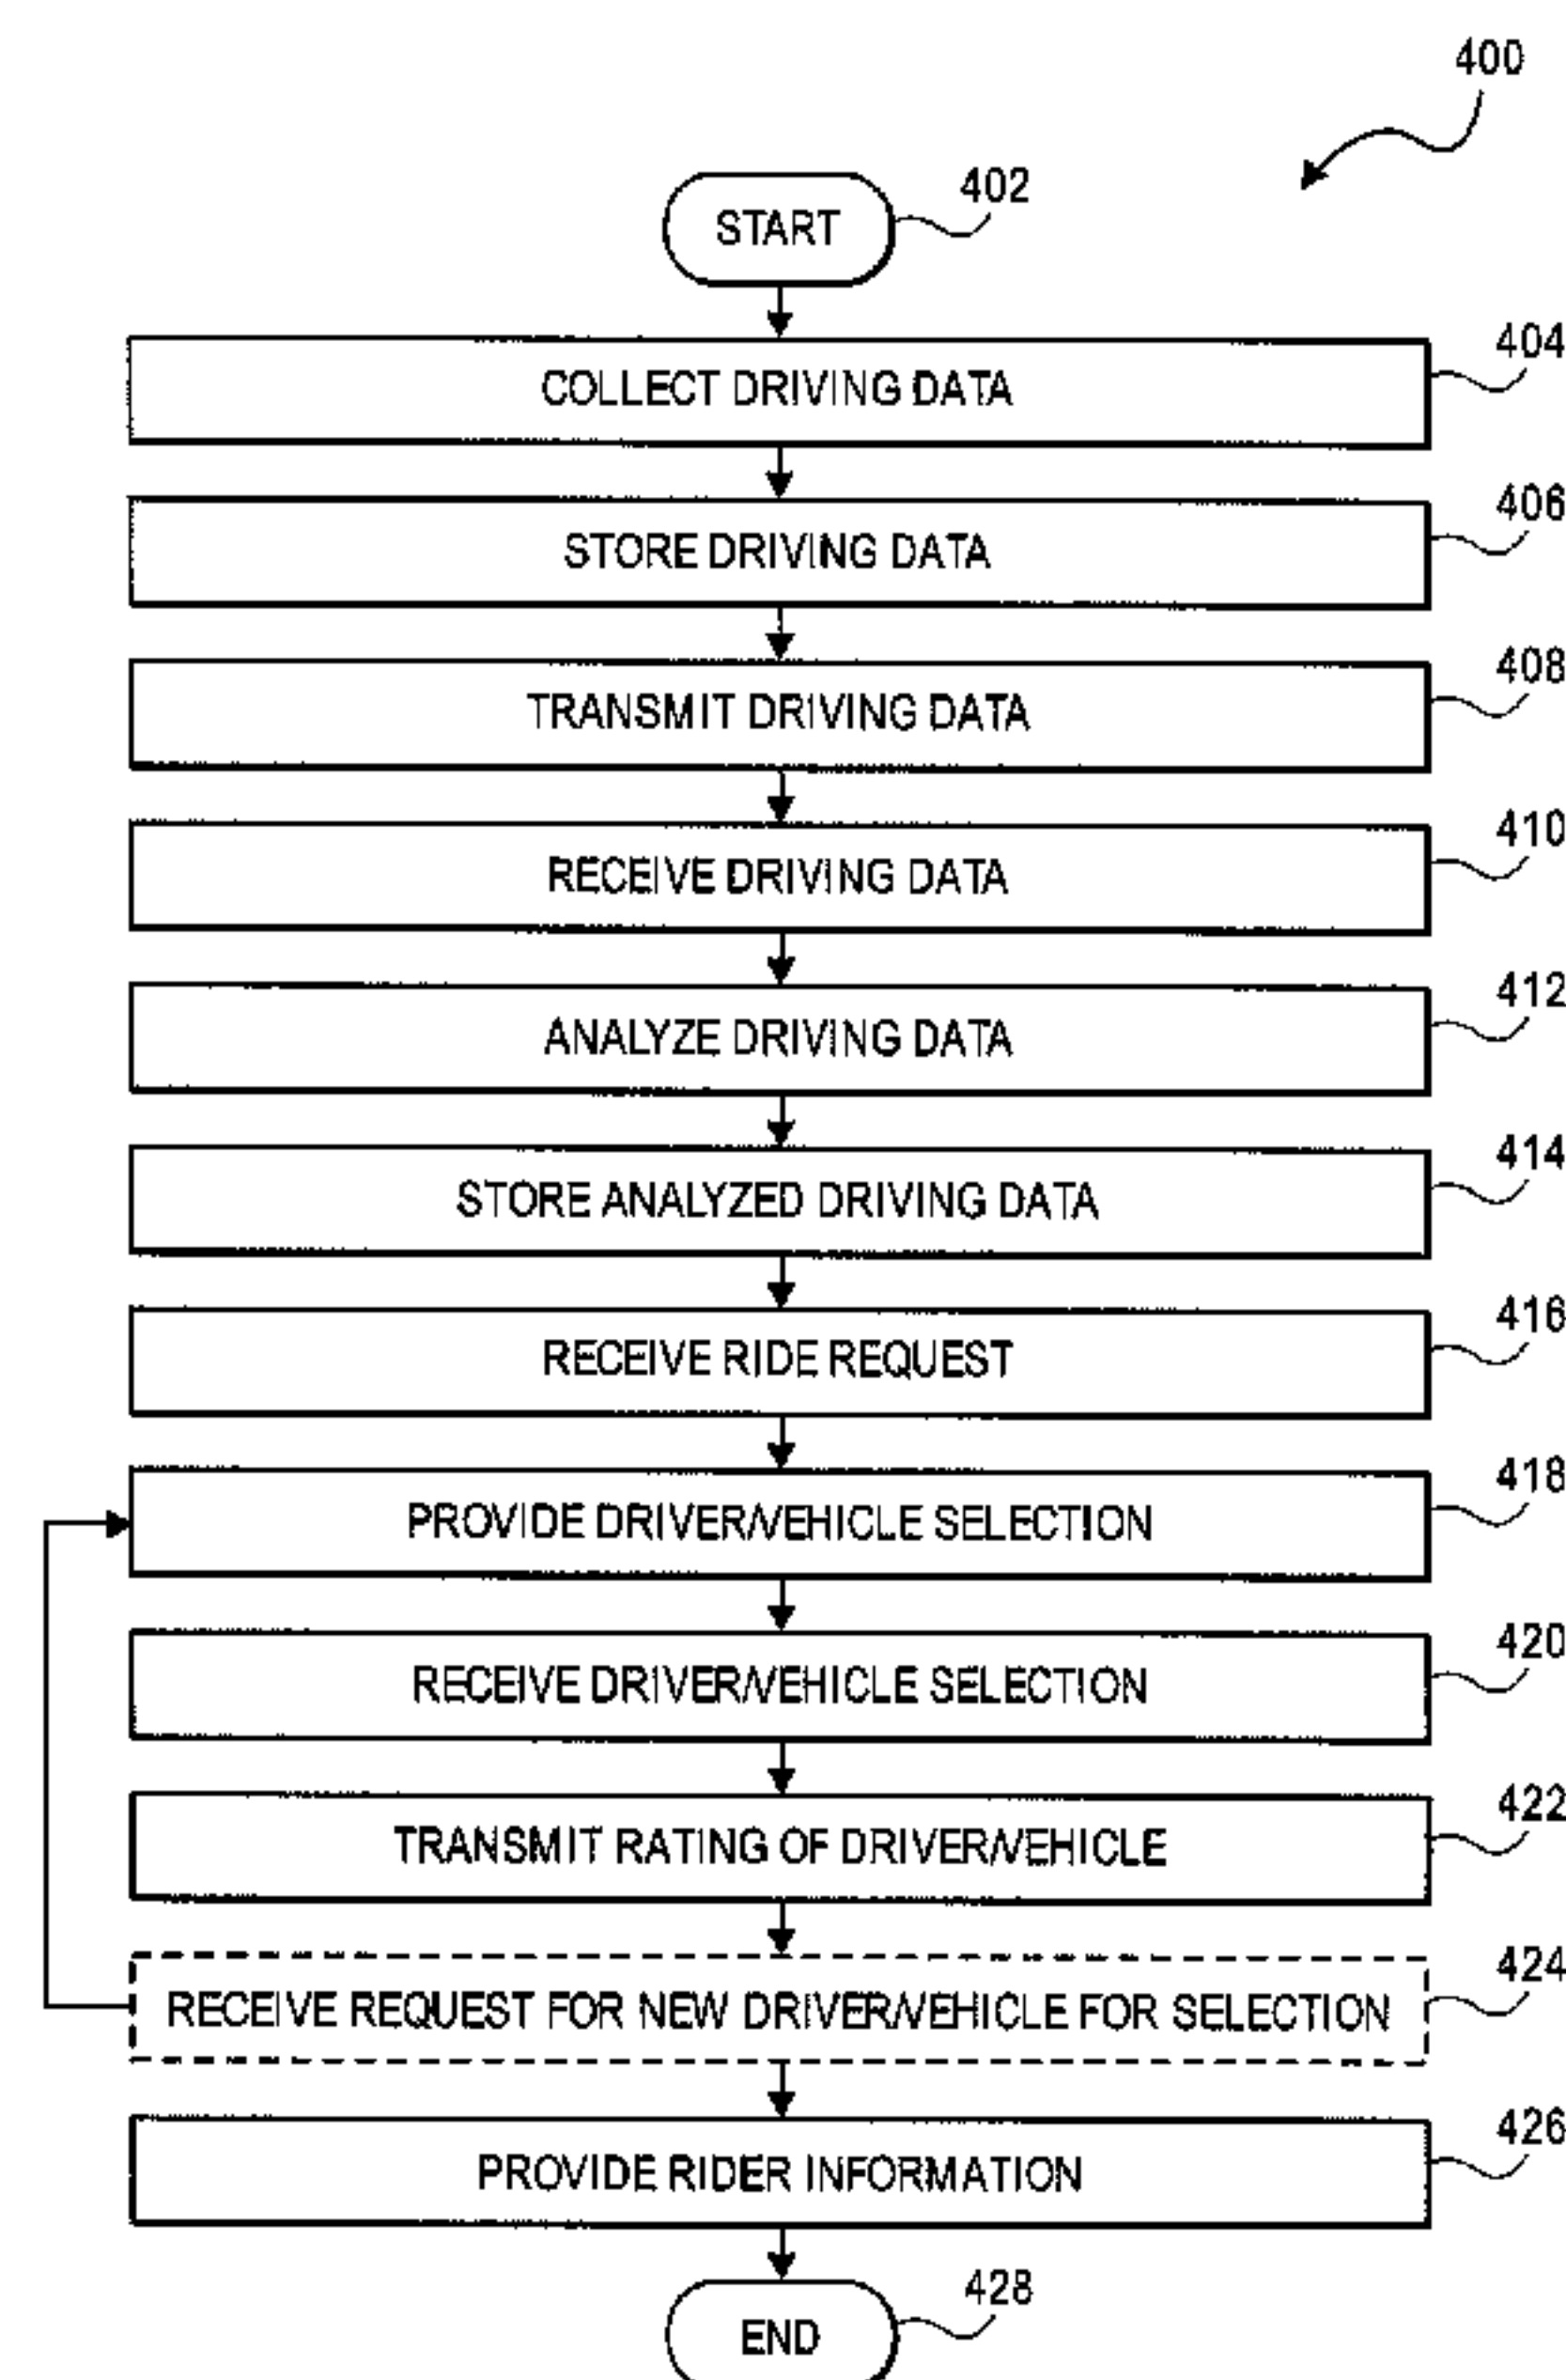 400
START
402
COLLECT DRIVING DATA
404
STORE DRIVING DATA
406
TRANSMIT DRIVING DATA
408
RECEIVE DRIVING DATA
410
ANALYZE DRIVING DATA
412
STORE ANALYZED DRIVING DATA
414
RECEIVE RIDE REQUEST
416
PROVIDE DRIVER/VEHICLE SELECTION
418
RECEIVE DRIVER/VEHICLE SELECTION
420
TRANSMIT RATING OF DRIVER/VEHICLE
422
RECEIVE REQUEST FOR NEW DRIVER/VEHICLE FOR SELECTION
424
PROVIDE RIDER INFORMATION
426
END
428